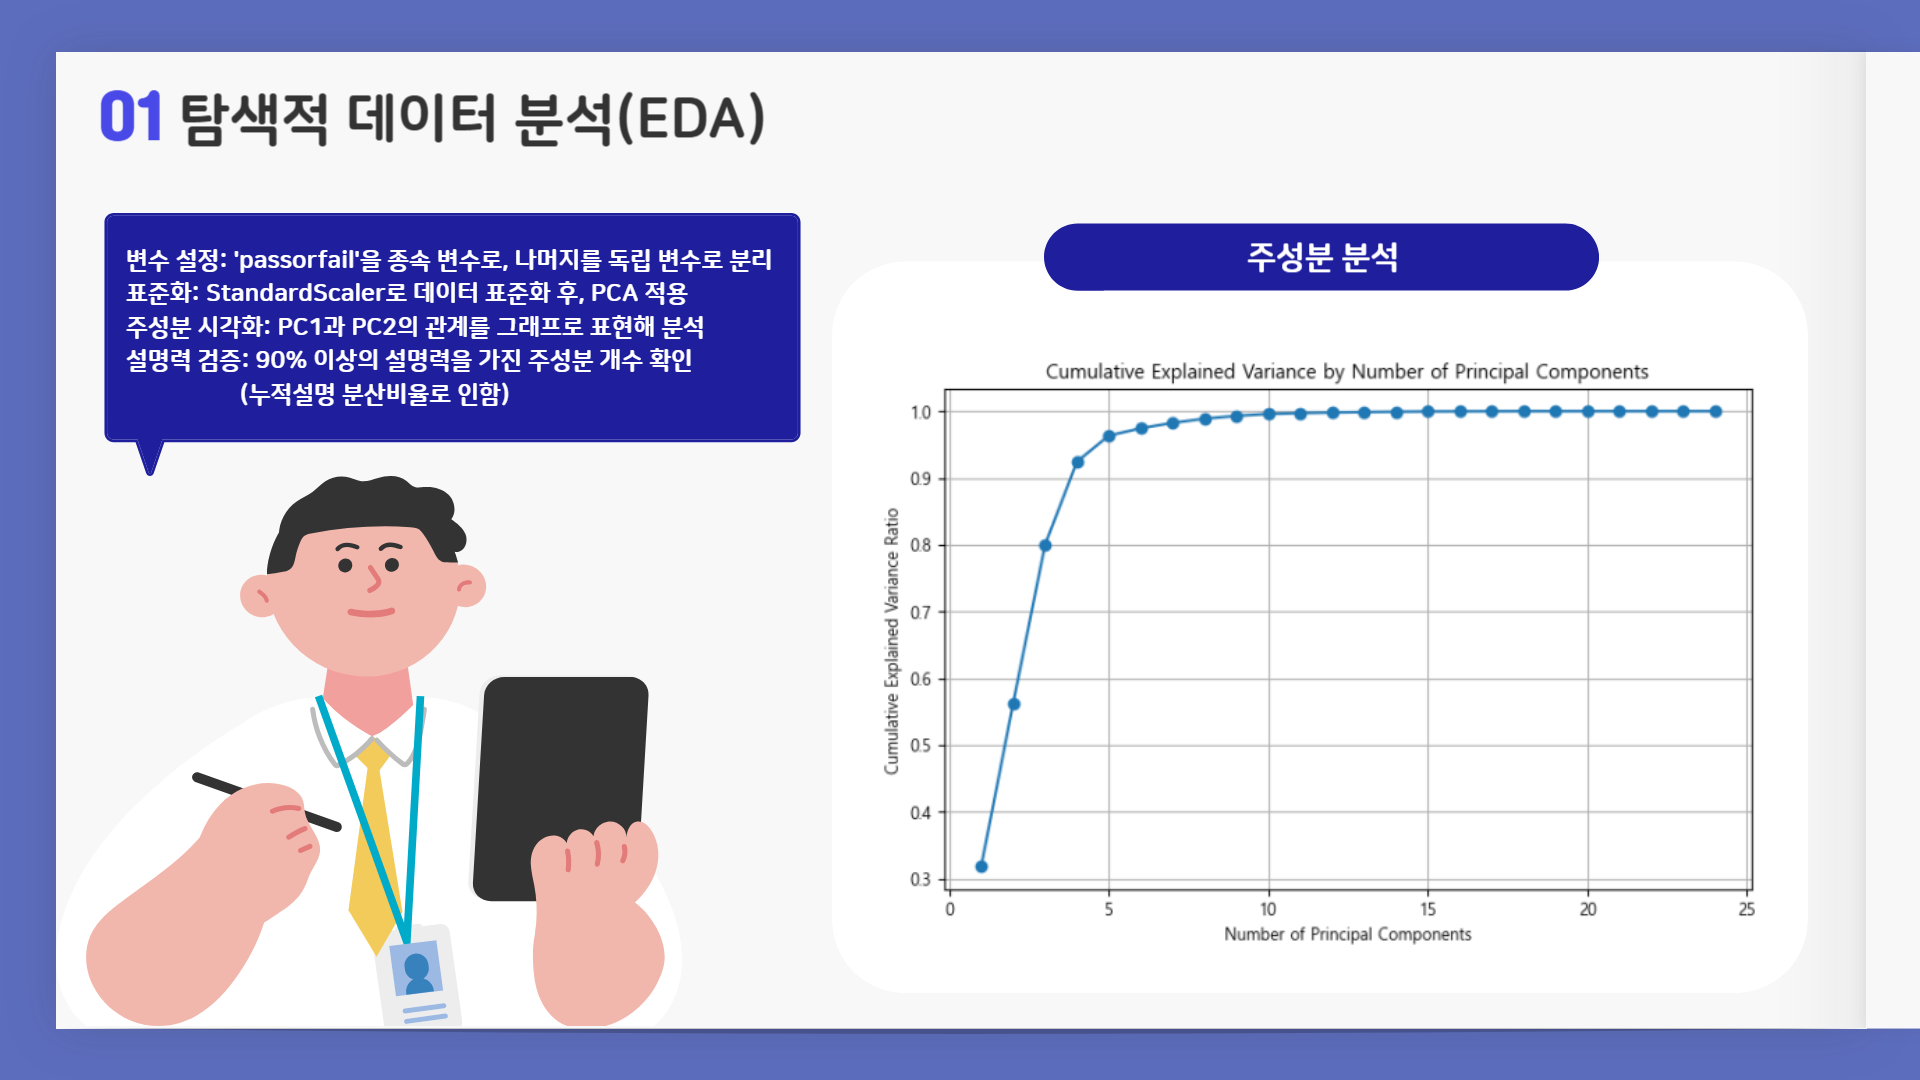 01 탐색적 데이터 분석(EDA)
변수 설정: 'passorfail'을 종속 변수로, 나머지를 독립 변수로 분리
표준화: StandardScaler로 데이터 표준화 후, PCA 적용
주성분 시각화: PC1과 PC2의 관계를 그래프로 표현해 분석
설명력 검증: 90% 이상의 설명력을 가진 주성분 개수 확인
(누적설명 분산비율로 인함)
주성분 분석
Cumulative Explained Variance by Number of Principal Components
Cumulative Explained Variance Ratio
1.0
0.9
0.8
0.7
0.6
0.5
0.4
0.3
0 5 10 15 20 25
Number of Principal Components